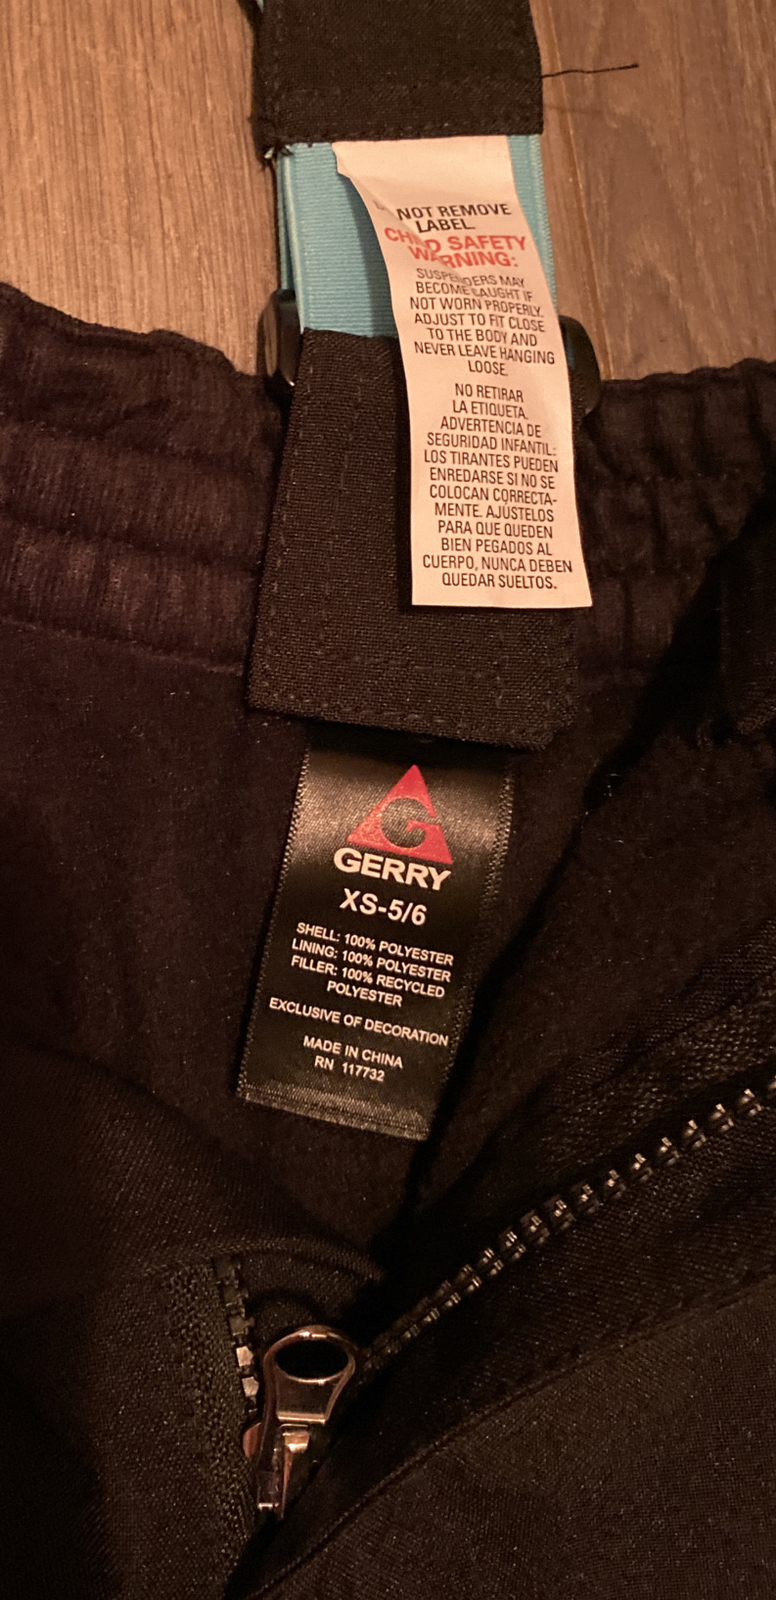 NOT REMOVE
LABEL.
CHILD SAFETY
WARNING:
SUSPENDERS MAY
BECOME CAUGHT IF
NOT WORN PROPERLY.
ADJUST TO FIT CLOSE
TO THE BODY AND
NEVER LEAVE HANGING
LOOSE.
NO RETIRAR
LA ETIQUETA.
ADVERTENCIA DE
SEGURIDAD INFANTIL:
LOS TIRANTES PUEDEN
ENREDARSE SI NO SE
COLOCAN CORRECTA-
MENTE. AJÚSTELOS
PARA QUE QUEDEN
BIEN PEGADOS AL
CUERPO, NUNCA DEBEN
QUEDAR SUELTOS.
G
GERRY
XS-5/6
SHELL: 100% POLYESTER
LINING: 100% POLYESTER
FILLER: 100% RECYCLED
POLYESTER
EXCLUSIVE OF DECORATION
MADE IN CHINA
RN 117732